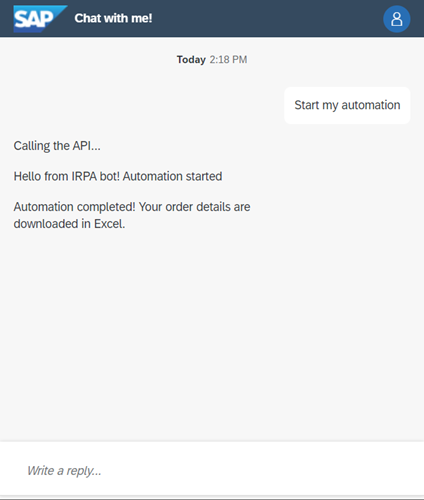 SAP Chat with me!
Today 2:18 PM
Start my automation
Calling the API...
Hello from IRPA bot! Automation started
Automation completed! Your order details are
downloaded in Excel.
Write a reply...